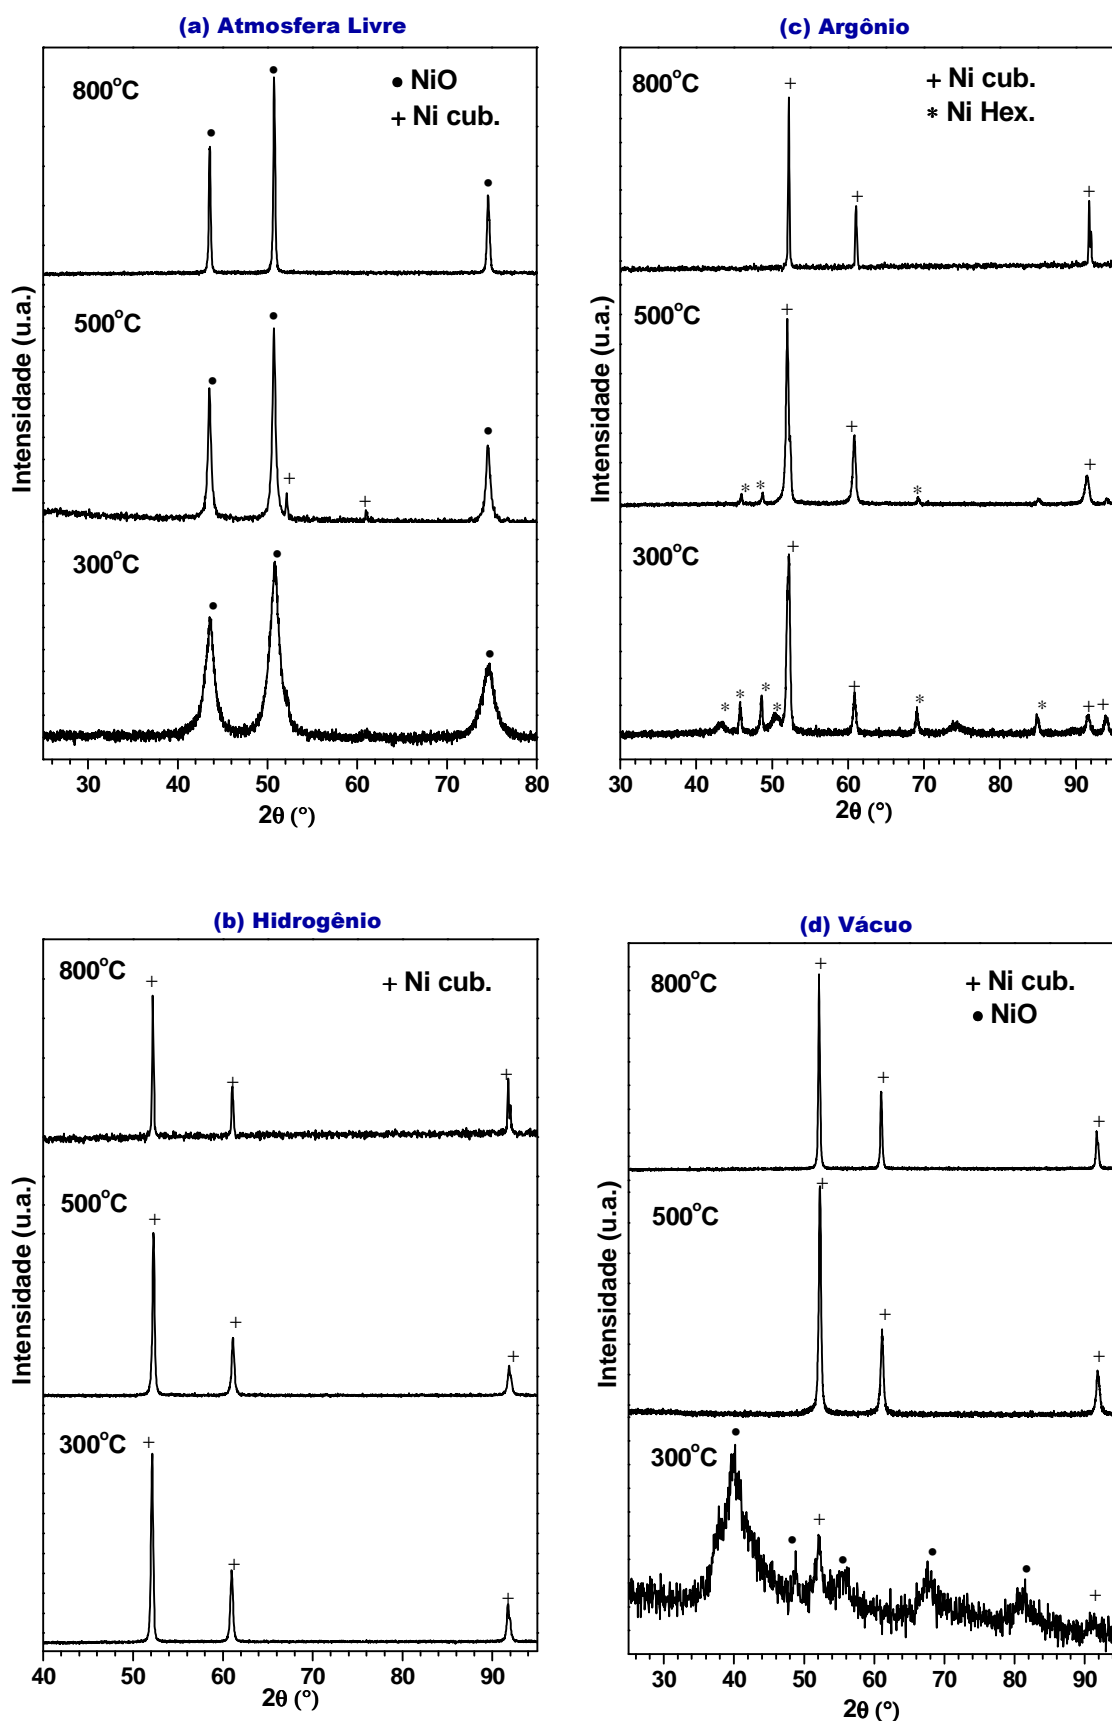 (a) Atmosfera Livre
800°C
• NiO
+ Ni cub.
500°C
300°C
Intensidade (u.a.)
30 40 50 60 70 80
2θ (°)
(c) Argônio
800°C
+ Ni cub.
* Ni Hex.
500°C
300°C
Intensidade (u.a.)
30 40 50 60 70 80 90
2θ (°)
(b) Hidrogênio
800°C
+ Ni cub.
500°C
300°C
Intensidade (u.a.)
40 50 60 70 80 90
2θ (°)
(d) Vácuo
800°C
+ Ni cub.
• NiO
500°C
300°C
Intensidade (u.a.)
30 40 50 60 70 80 90
2θ (°)